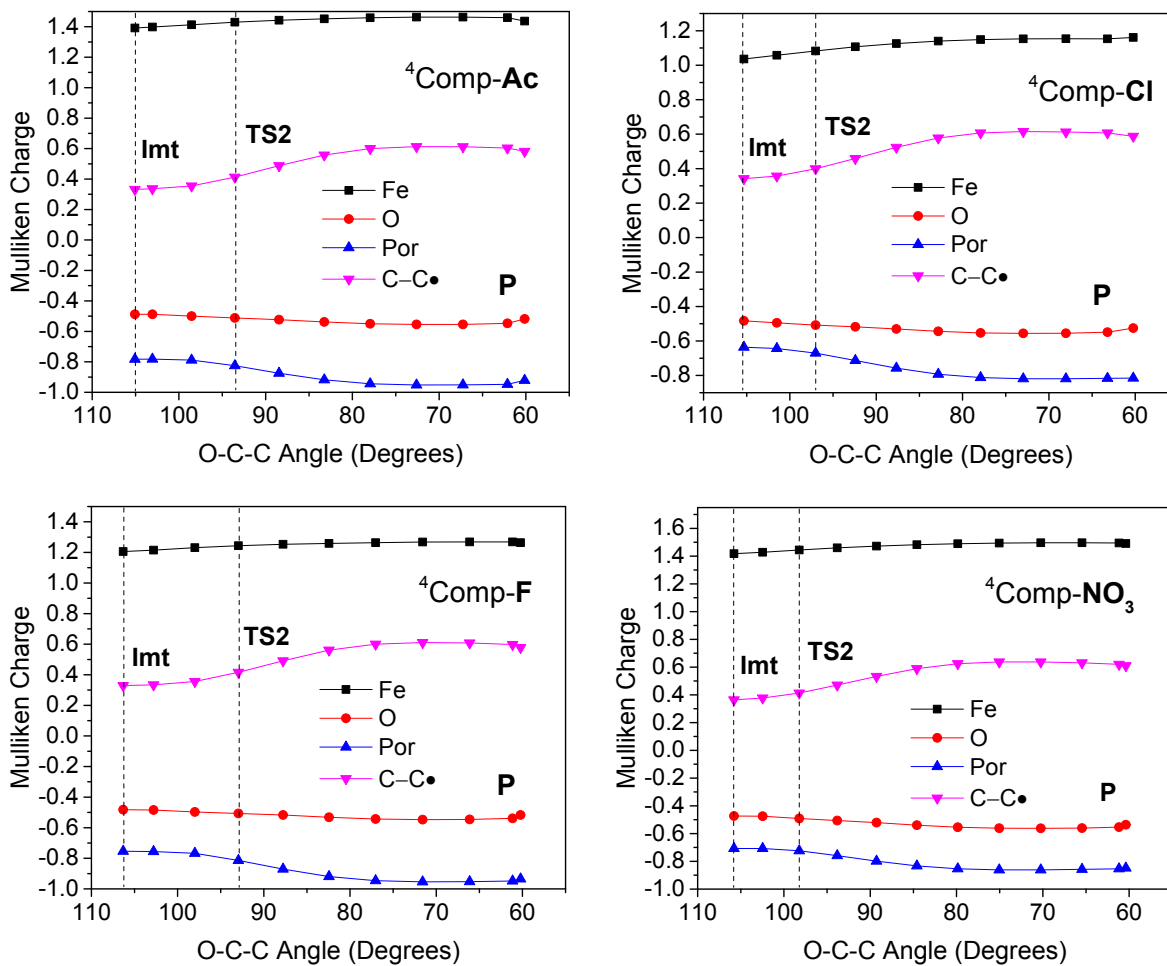 1.4
1.2
1.0
0.8
0.6
0.4
0.2
0.0
-0.2
-0.4
-0.6
-0.8
-1.0
Mulliken Charge
⁴Comp-Ac
Imt
TS2
Fe
O
Por
C–C●
P
110 100 90 80 70 60
O-C-C Angle (Degrees)
1.2
1.0
0.8
0.6
0.4
0.2
0.0
-0.2
-0.4
-0.6
-0.8
Mulliken Charge
⁴Comp-Cl
Imt
TS2
Fe
O
Por
C–C●
P
110 100 90 80 70 60
O-C-C Angle (Degrees)
1.4
1.2
1.0
0.8
0.6
0.4
0.2
0.0
-0.2
-0.4
-0.6
-0.8
-1.0
Mulliken Charge
⁴Comp-F
Imt
TS2
Fe
O
Por
C–C●
P
110 100 90 80 70 60
O-C-C Angle (Degrees)
1.6
1.4
1.2
1.0
0.8
0.6
0.4
0.2
0.0
-0.2
-0.4
-0.6
-0.8
-1.0
Mulliken Charge
⁴Comp-NO₃
Imt
TS2
Fe
O
Por
C–C●
P
110 100 90 80 70 60
O-C-C Angle (Degrees)